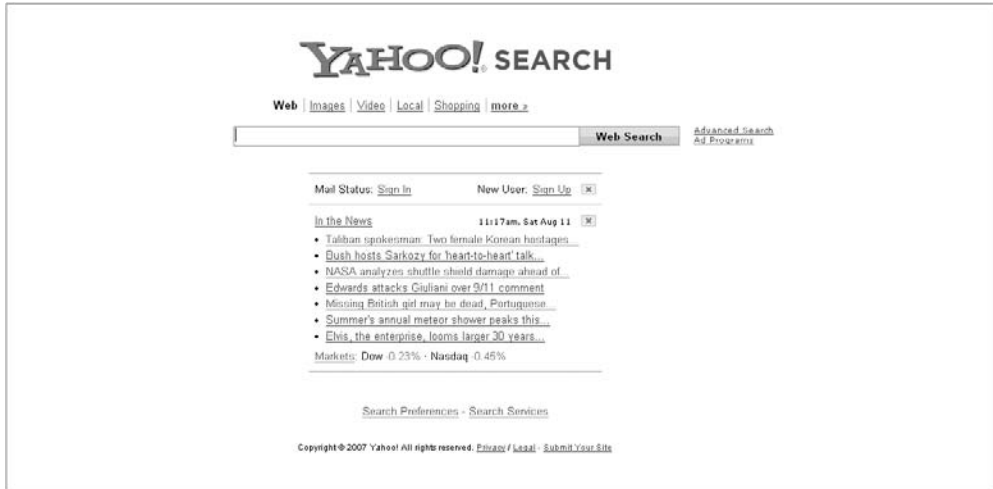 YAHOO! SEARCH
Web | Images | Video | Local | Shopping | more »
Web Search
Advanced Search
Ad Programs
Mail Status: Sign In New User: Sign Up
In the News 11:17am, Sat Aug 11
• Taliban spokesman: Two female Korean hostages...
• Bush hosts Sarkozy for 'heart-to-heart' talk...
• NASA analyzes shuttle shield damage ahead of...
• Edwards attacks Giuliani over 9/11 comment
• Missing British girl may be dead, Portuguese...
• Summer's annual meteor shower peaks this...
• Elvis, the enterprise, looms larger 30 years...
Markets: Dow -0.23% · Nasdaq -0.45%
Search Preferences - Search Services
Copyright © 2007 Yahoo! All rights reserved. Privacy / Legal - Submit Your Site